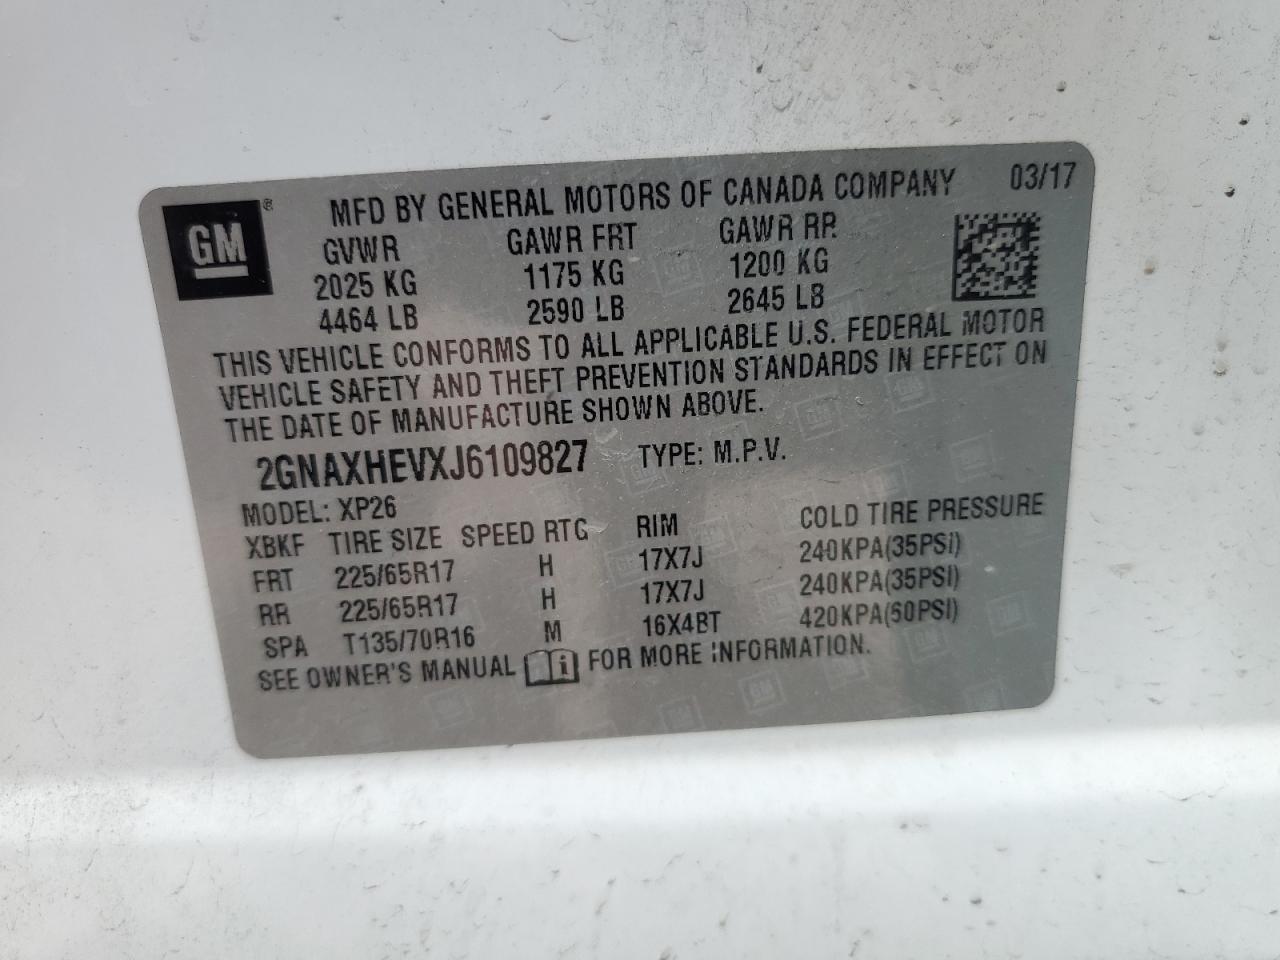 GM®
MFD BY GENERAL MOTORS OF CANADA COMPANY 03/17
GVWR GAWR FRT GAWR RR
2025 KG 1175 KG 1200 KG
4464 LB 2590 LB 2645 LB
THIS VEHICLE CONFORMS TO ALL APPLICABLE U.S. FEDERAL MOTOR
VEHICLE SAFETY AND THEFT PREVENTION STANDARDS IN EFFECT ON
THE DATE OF MANUFACTURE SHOWN ABOVE.
2GNAXHEVXJ6109827 TYPE: M.P.V.
MODEL: XP26
XBKF TIRE SIZE SPEED RTG RIM COLD TIRE PRESSURE
FRT 225/65R17 H 17X7J 240KPA(35PSI)
RR 225/65R17 H 17X7J 240KPA(35PSI)
SPA T135/70R16 M 16X4BT 420KPA(60PSI)
SEE OWNER'S MANUAL i FOR MORE INFORMATION.